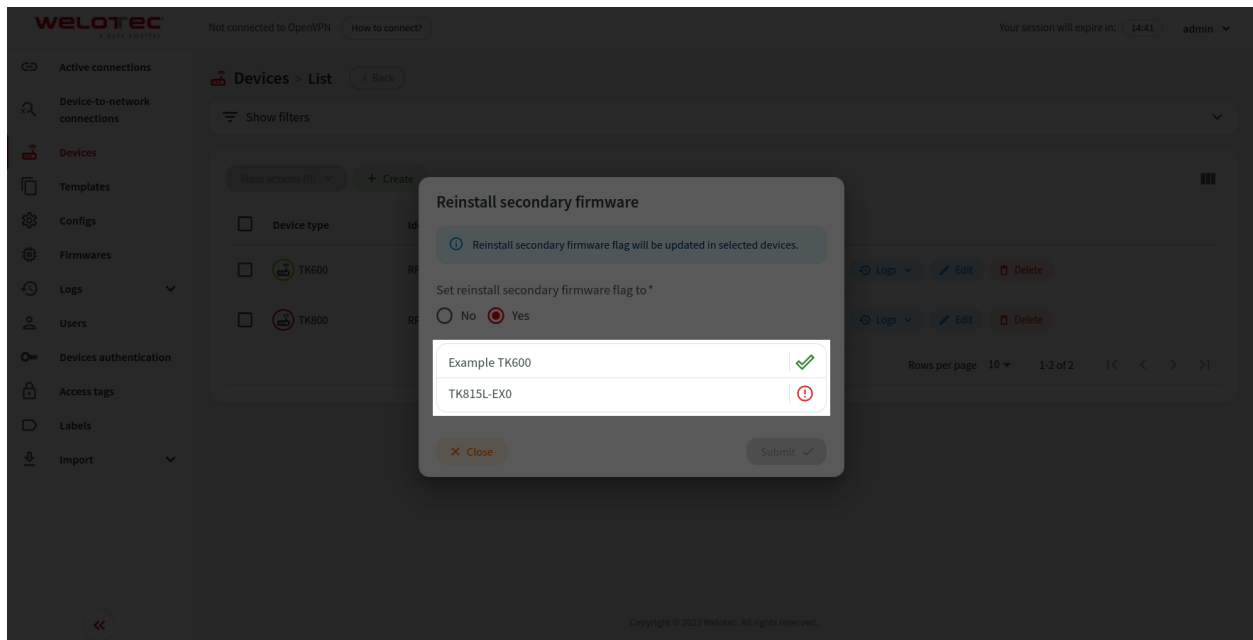 welotec
Not connected to OpenVPN
How to connect?
Your session will expire in:
14:41
admin
Active connections
Device-to-network
connections
Devices
Templates
Configs
Firmwares
Logs
Users
Devices authentication
Access tags
Labels
Import
Devices > List
< Back
Show filters
Mass actions (0)
+ Create
Device type
TK600
Logs
Edit
Delete
TK800
Logs
Edit
Delete
Rows per page
10
1-2 of 2
Reinstall secondary firmware
Reinstall secondary firmware flag will be updated in selected devices.
Set reinstall secondary firmware flag to *
No
Yes
Example TK600
TK815L-EX0
Close
Submit
Copyright © 2023 Welotec. All rights reserved.